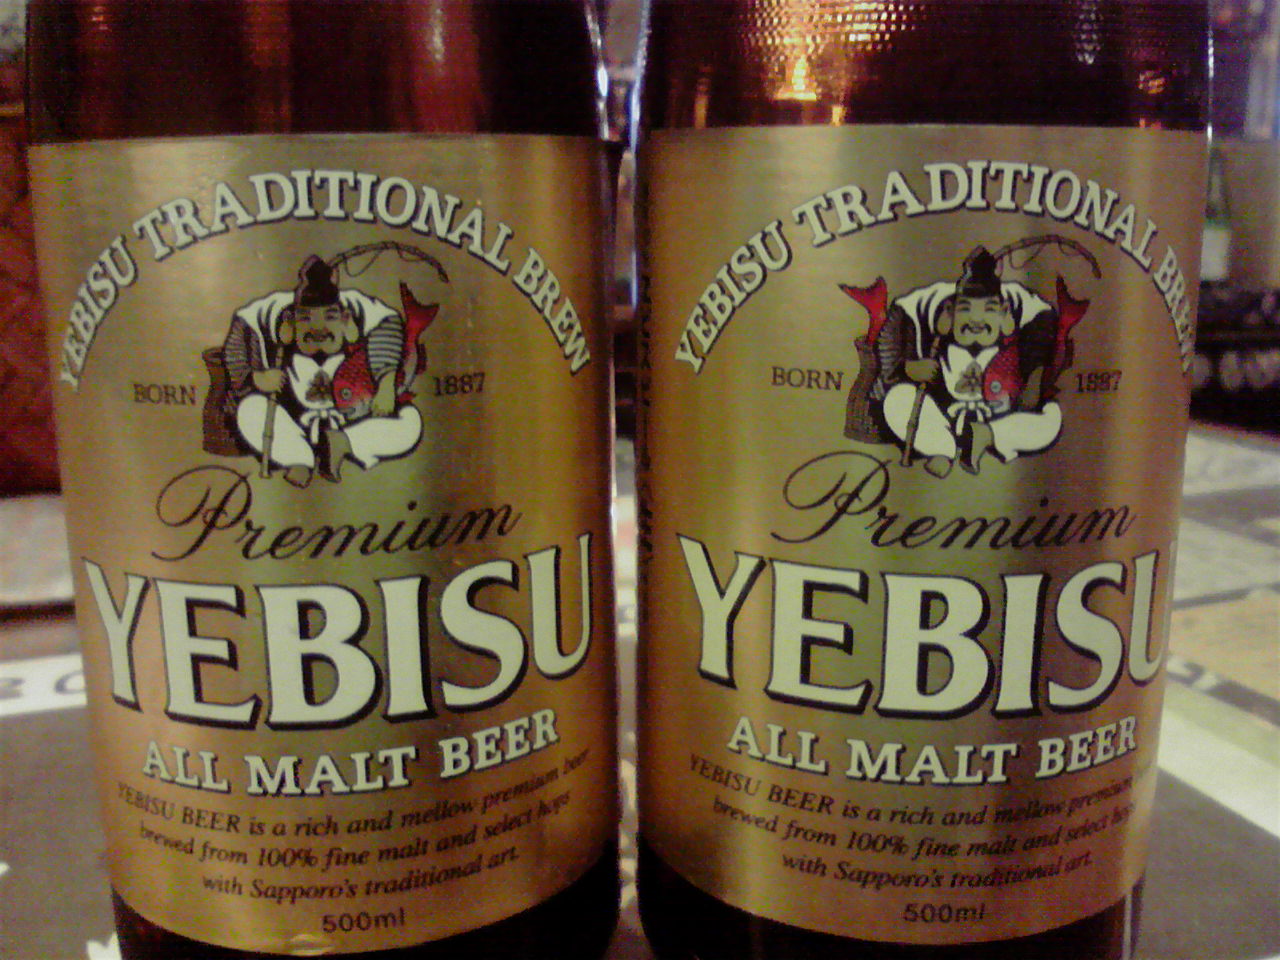 YEBISU TRADITIONAL BREW
BORN 1887
Premium
YEBISU
ALL MALT BEER
YEBISU BEER is a rich and mellow premium beer
brewed from 100% fine malt and select hops
with Sapporo's traditional art.
500ml
YEBISU TRADITIONAL BREW
BORN 1887
Premium
YEBISU
ALL MALT BEER
YEBISU BEER is a rich and mellow premium
brewed from 100% fine malt and select hops
with Sapporo's traditional art.
500ml